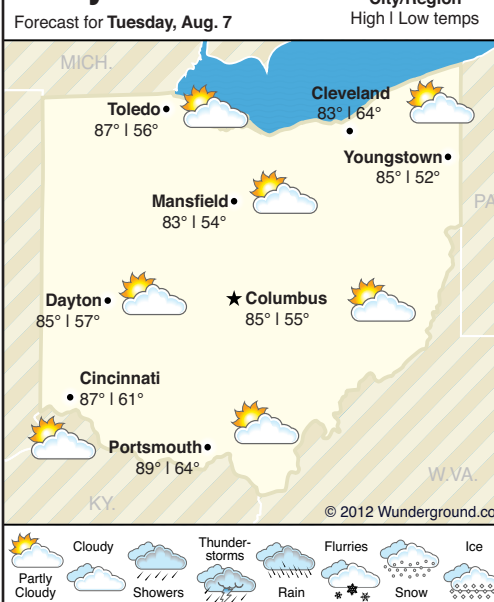 City/Region
Forecast for Tuesday, Aug. 7
High | Low temps
MICH.
Cleveland
83° | 64°
Toledo
87° | 56°
Youngstown
85° | 52°
Mansfield
83° | 54°
PA
Dayton
85° | 57°
Columbus
85° | 55°
Cincinnati
87° | 61°
Portsmouth
89° | 64°
W.VA.
KY.
© 2012 Wunderground.co
Partly
Cloudy
Cloudy
Showers
Thunder-
storms
Rain
Flurries
Snow
Ice